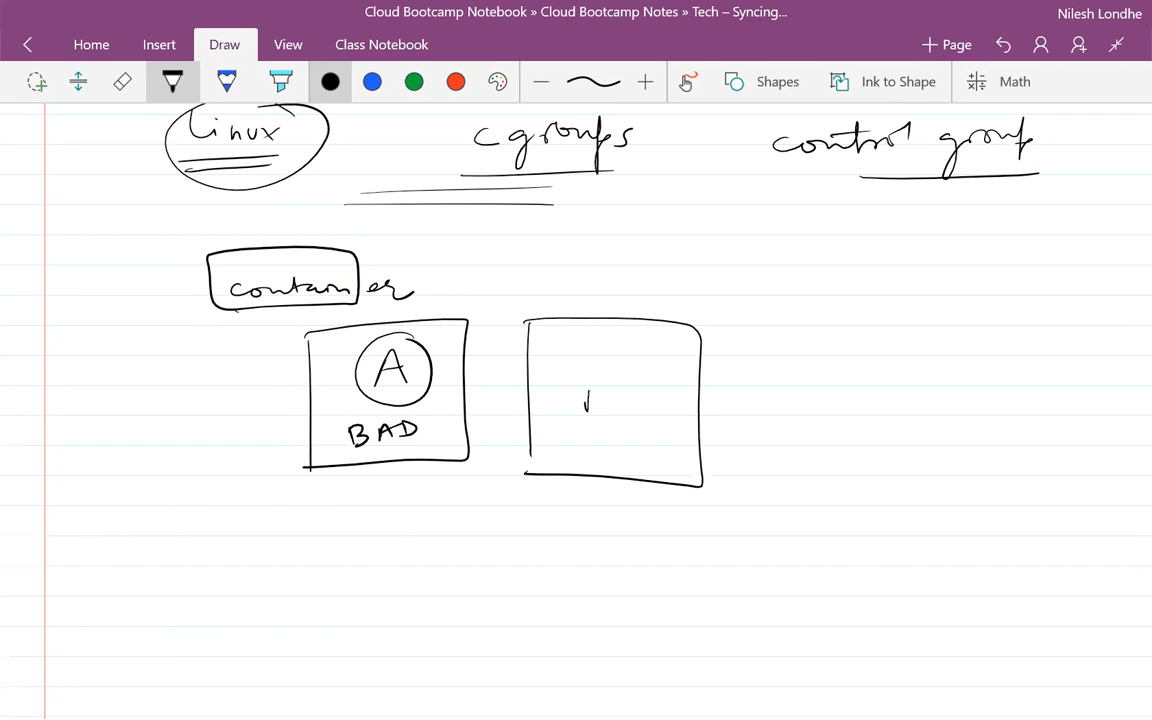 Cloud Bootcamp Notebook » Cloud Bootcamp Notes » Tech – Syncing...
Nilesh Londhe
Home Insert Draw View Class Notebook Page
Shapes Ink to Shape Math
Linux cgroups control group
container
A
BAD